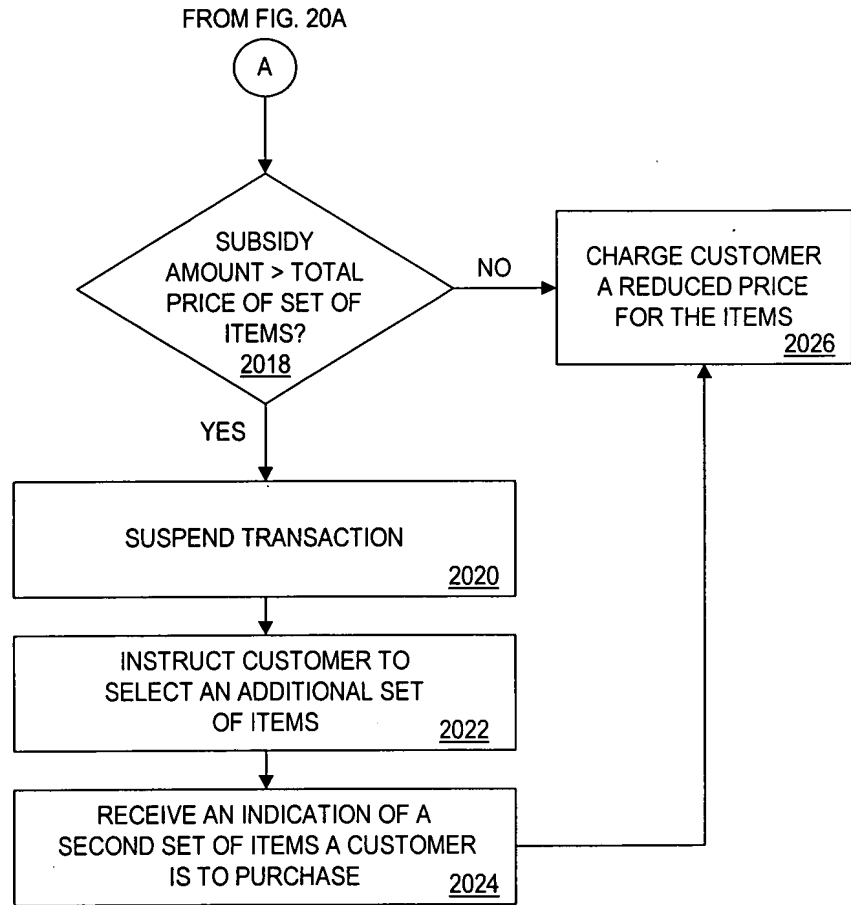 FROM FIG. 20A
A
SUBSIDY
AMOUNT > TOTAL
PRICE OF SET OF
ITEMS?
2018
NO
YES
CHARGE CUSTOMER
A REDUCED PRICE
FOR THE ITEMS
2026
SUSPEND TRANSACTION
2020
INSTRUCT CUSTOMER TO
SELECT AN ADDITIONAL SET
OF ITEMS
2022
RECEIVE AN INDICATION OF A
SECOND SET OF ITEMS A CUSTOMER
IS TO PURCHASE
2024